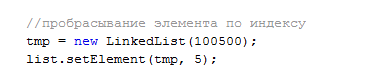 //пробрасывание элемента по индексу
tmp = new LinkedList(100500);
list.setElement(tmp, 5);